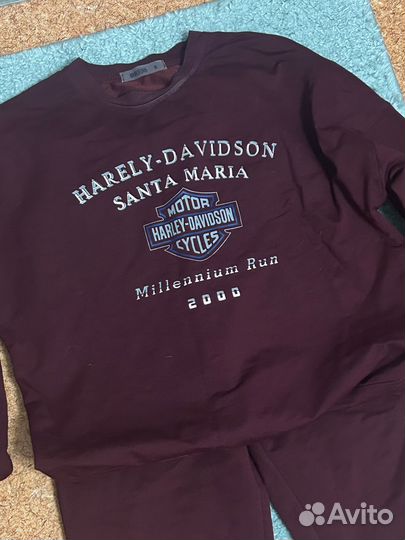 HARELY-DAVIDSON
SANTA MARIA
MOTOR
HARLEY-DAVIDSON
CYCLES
Millennium Run
2000
Avito